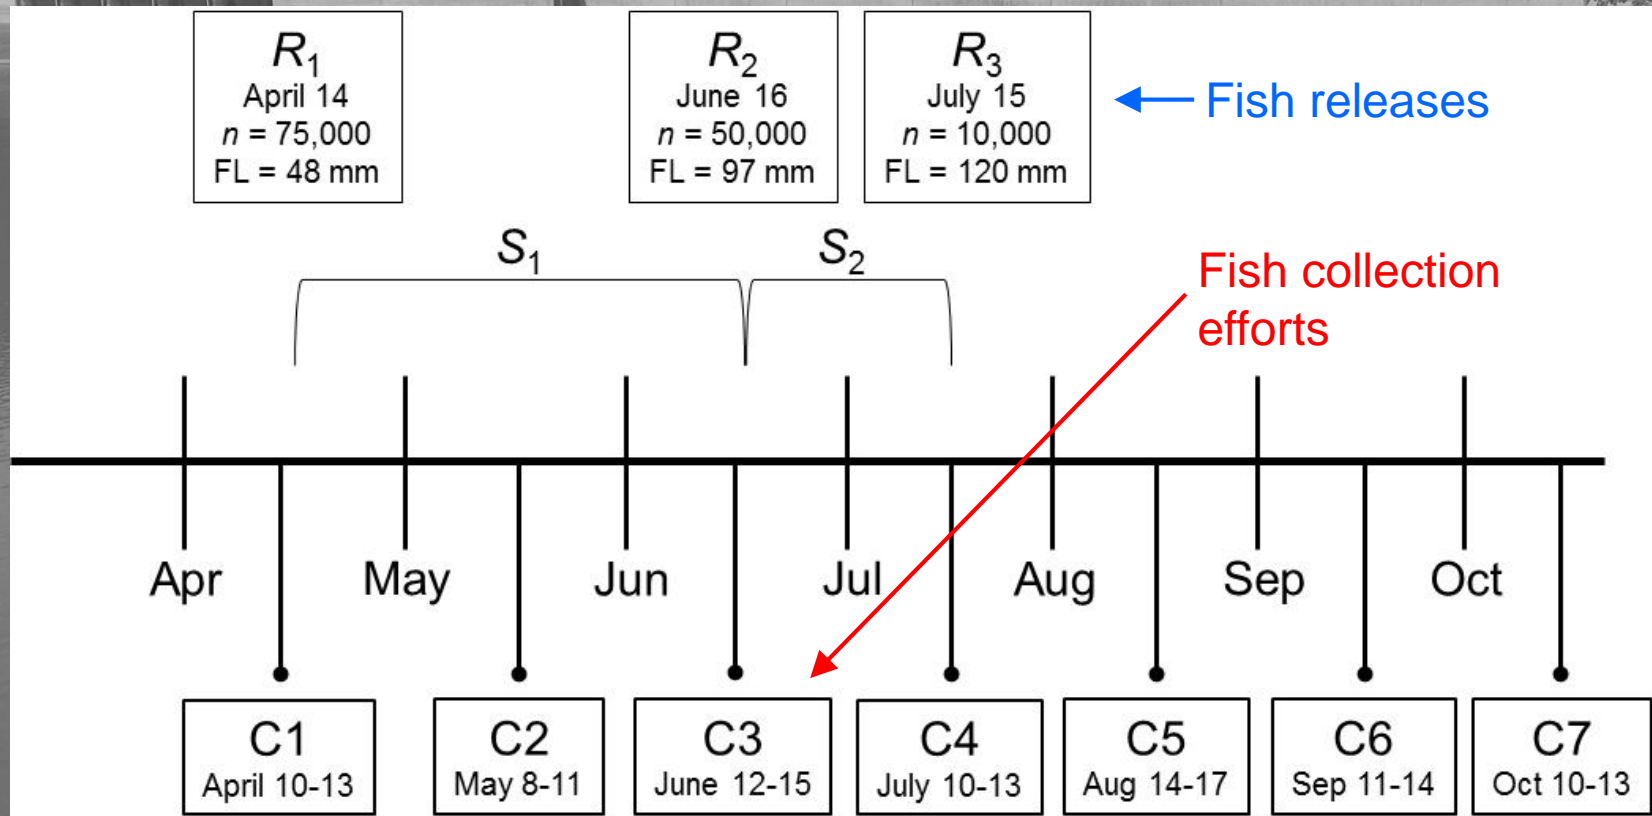 R1
April 14
n = 75,000
FL = 48 mm
R2
June 16
n = 50,000
FL = 97 mm
R3
July 15
n = 10,000
FL = 120 mm
Fish releases
S1
S2
Fish collection
efforts
Apr
May
Jun
Jul
Aug
Sep
Oct
C1
April 10-13
C2
May 8-11
C3
June 12-15
C4
July 10-13
C5
Aug 14-17
C6
Sep 11-14
C7
Oct 10-13